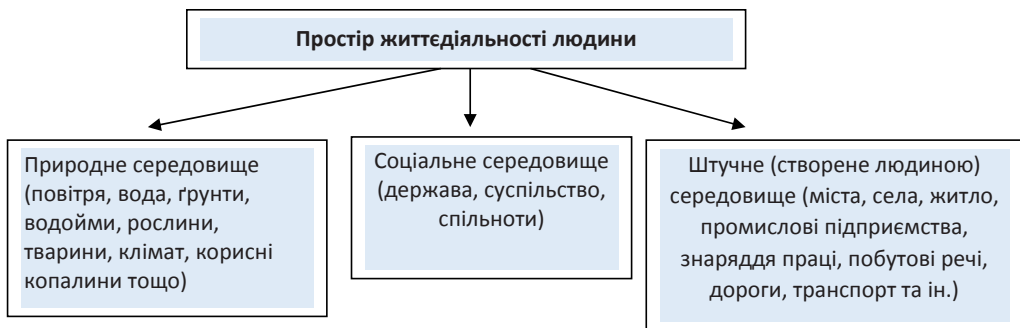 Простір життєдіяльності людини
Природне середовище
(повітря, вода, ґрунти,
водойми, рослини,
тварини, клімат, корисні
копалини тощо)
Соціальне середовище
(держава, суспільство,
спільноти)
Штучне (створене людиною)
середовище (міста, села, житло,
промислові підприємства,
знаряддя праці, побутові речі,
дороги, транспорт та ін.)